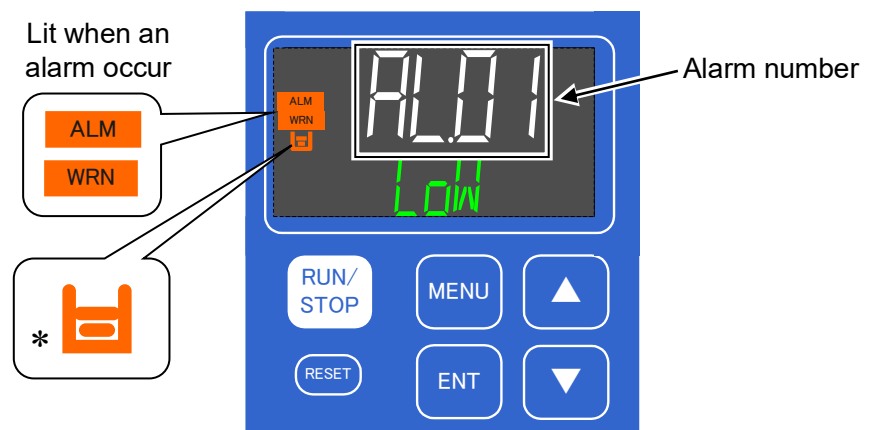 Lit when an
alarm occur
ALM
WRN
*
ALM
WRN
AL.01
LoW
Alarm number
RUN/
STOP
MENU
RESET
ENT